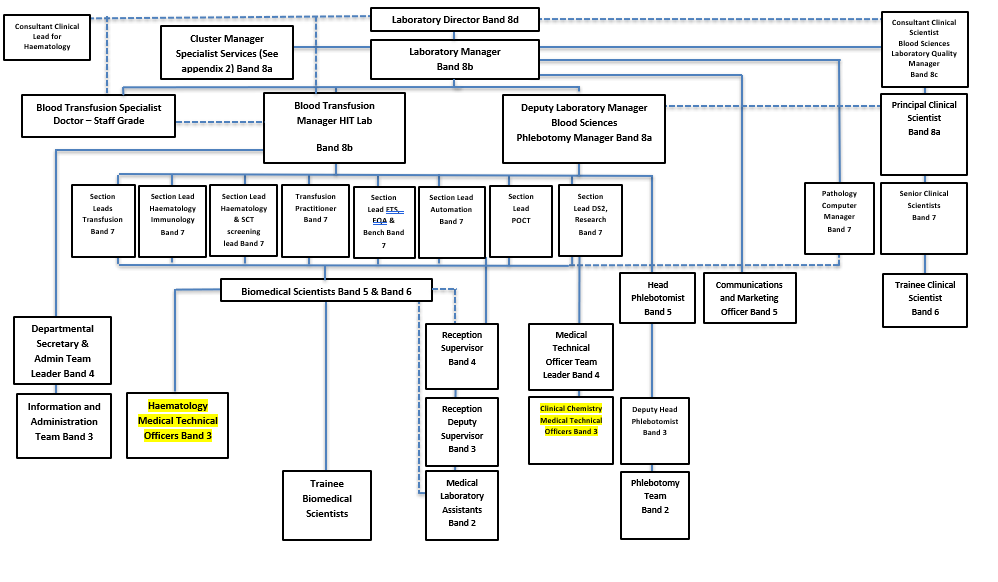 Laboratory Director Band 8d
Consultant Clinical
Lead for
Haematology
Cluster Manager
Specialist Services (See
appendix 2) Band 8a
Laboratory Manager
Band 8b
Consultant Clinical
Scientist
Blood Sciences
Laboratory Quality
Manager
Band 8c
Blood Transfusion Specialist
Doctor – Staff Grade
Blood Transfusion
Manager HIT Lab
Band 8b
Deputy Laboratory Manager
Blood Sciences
Phlebotomy Manager Band 8a
Principal Clinical
Scientist
Band 8a
Section
Leads
Transfusion
Band 7
Section Lead
Haematology
Immunology
Band 7
Section Lead
Haematology
& SCT
screening
lead Band 7
Transfusion
Practitioner
Band 7
Section
Lead ETS,
EQA &
Bench Band
7
Section Lead
Automation
Band 7
Section
Lead
POCT
Section
Lead DS2,
Research
Band 7
Pathology
Computer
Manager
Band 7
Senior Clinical
Scientists
Band 7
Biomedical Scientists Band 5 & Band 6
Head
Phlebotomist
Band 5
Communications
and Marketing
Officer Band 5
Trainee Clinical
Scientist
Band 6
Departmental
Secretary &
Admin Team
Leader Band 4
Reception
Supervisor
Band 4
Medical
Technical
Officer Team
Leader Band 4
Information and
Administration
Team Band 3
Haematology
Medical Technical
Officers Band 3
Reception
Deputy
Supervisor
Band 3
Clinical Chemistry
Medical Technical
Officers Band 3
Deputy Head
Phlebotomist
Band 3
Trainee
Biomedical
Scientists
Medical
Laboratory
Assistants
Band 2
Phlebotomy
Team
Band 2